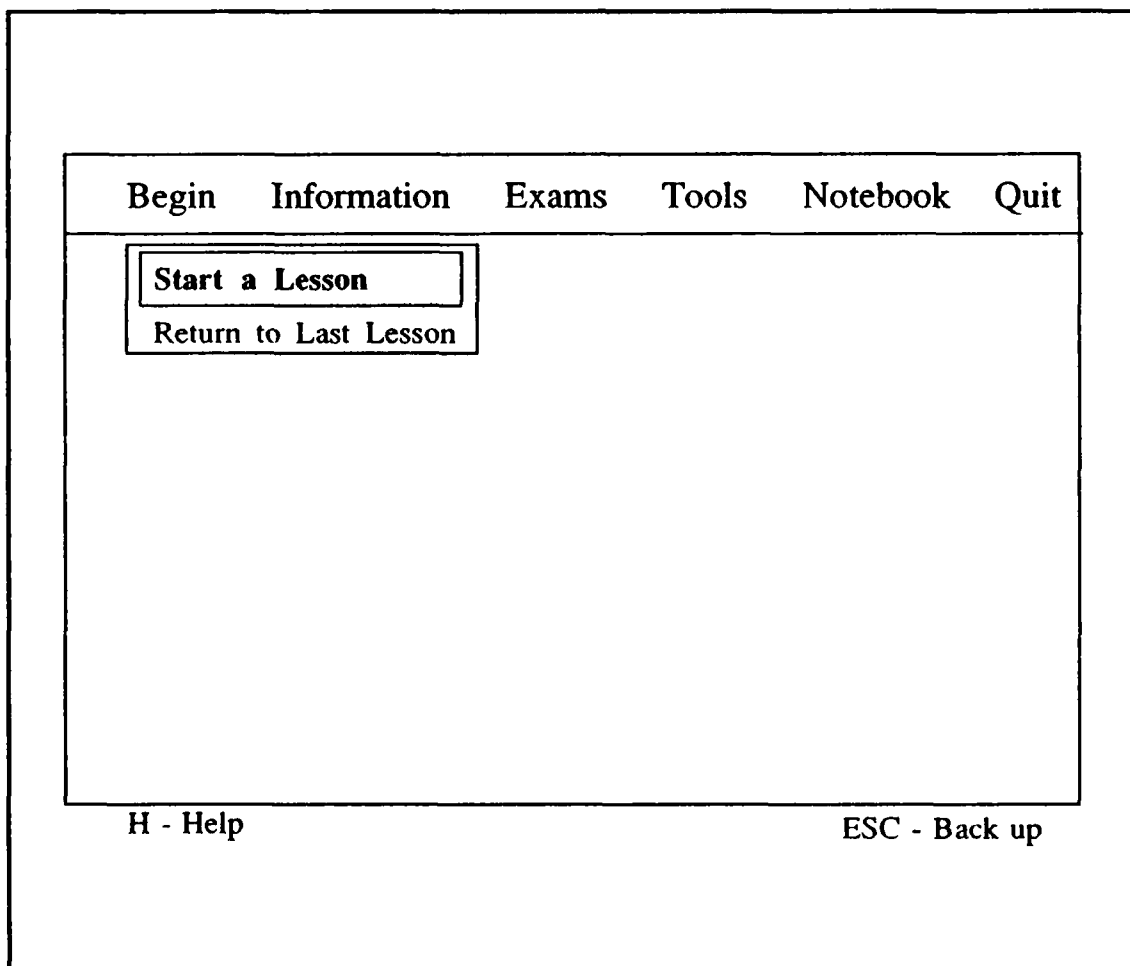 Begin Information Exams Tools Notebook Quit
Start a Lesson
Return to Last Lesson
H - Help ESC - Back up